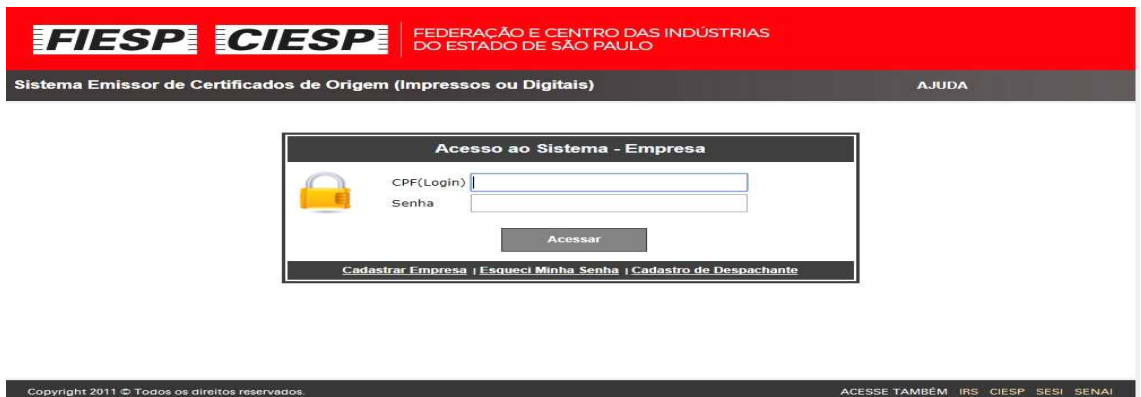 FIESP CIESP FEDERAÇÃO E CENTRO DAS INDÚSTRIAS
DO ESTADO DE SÃO PAULO
Sistema Emissor de Certificados de Origem (Impressos ou Digitais) AJUDA
Acesso ao Sistema - Empresa
CPF(Login)
Senha
Acessar
Cadastrar Empresa | Esqueci Minha Senha | Cadastro de Despachante
Copyright 2011 © Todos os direitos reservados. ACESSE TAMBÉM IRS CIESP SESI SENAI